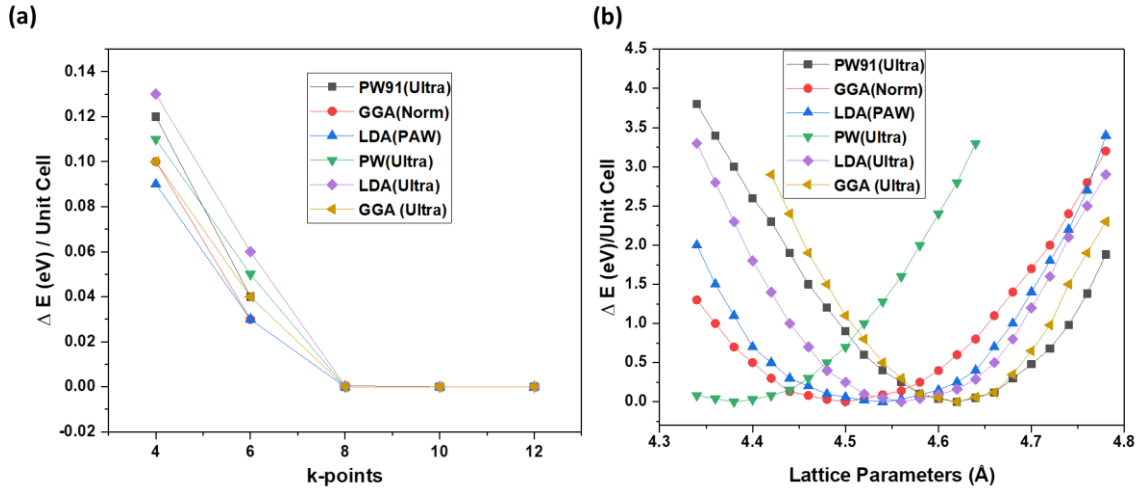 (a)
(b)
0.14
0.12
0.10
0.08
0.06
0.04
0.02
0.00
-0.02
Δ E (eV) / Unit Cell
PW91(Ultra)
GGA(Norm)
LDA(PAW)
PW(Ultra)
LDA(Ultra)
GGA (Ultra)
4 6 8 10 12
k-points
4.5
4.0
3.5
3.0
2.5
2.0
1.5
1.0
0.5
0.0
Δ E (eV)/Unit Cell
PW91(Ultra)
GGA(Norm)
LDA(PAW)
PW(Ultra)
LDA(Ultra)
GGA (Ultra)
4.3 4.4 4.5 4.6 4.7 4.8
Lattice Parameters (Å)